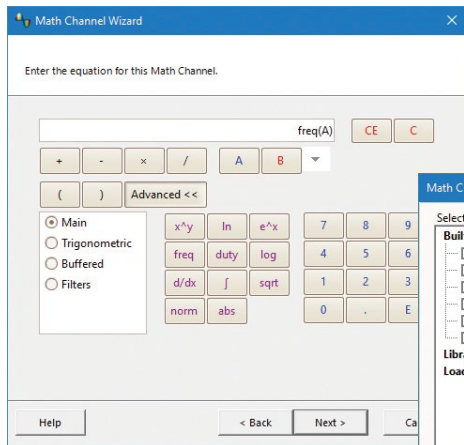 Math Channel Wizard
Enter the equation for this Math Channel.
freq(A) CE C
+ - × / A B
( ) Advanced <<
Main x^y ln e^x 7 8 9
Trigonometric
Buffered freq duty log 4 5 6
Filters
d/dx ∫ sqrt 1 2 3
norm abs 0 . E
Math C
Select
Built
Libra
Load
Help < Back Next > Ca